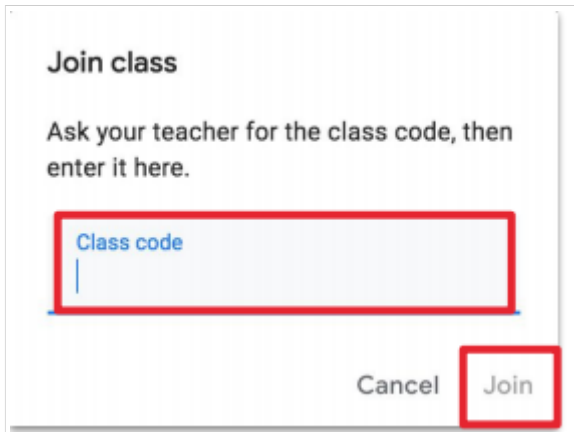 Join class
Ask your teacher for the class code, then
enter it here.
Class code
Cancel Join